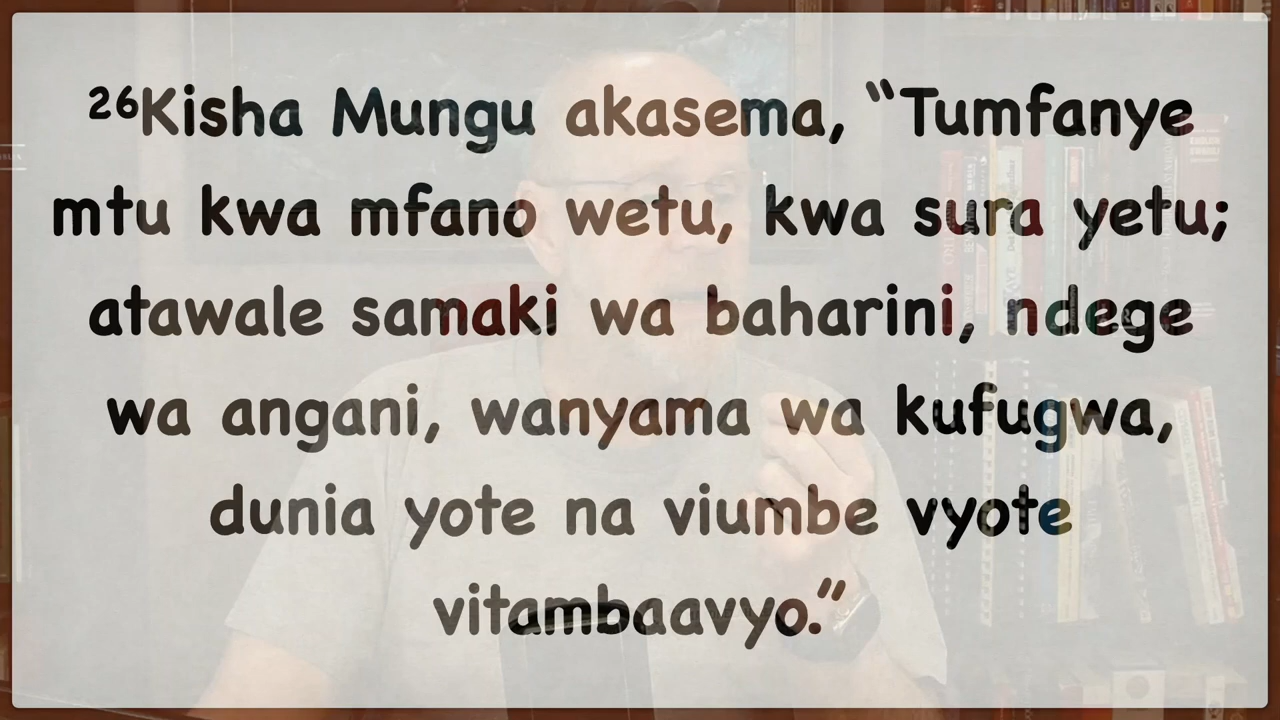 ²⁶Kisha Mungu akasema, “Tumfanye
mtu kwa mfano wetu, kwa sura yetu;
atawale samaki wa baharini, ndege
wa angani, wanyama wa kufugwa,
dunia yote na viumbe vyote
vitambaavyo.”